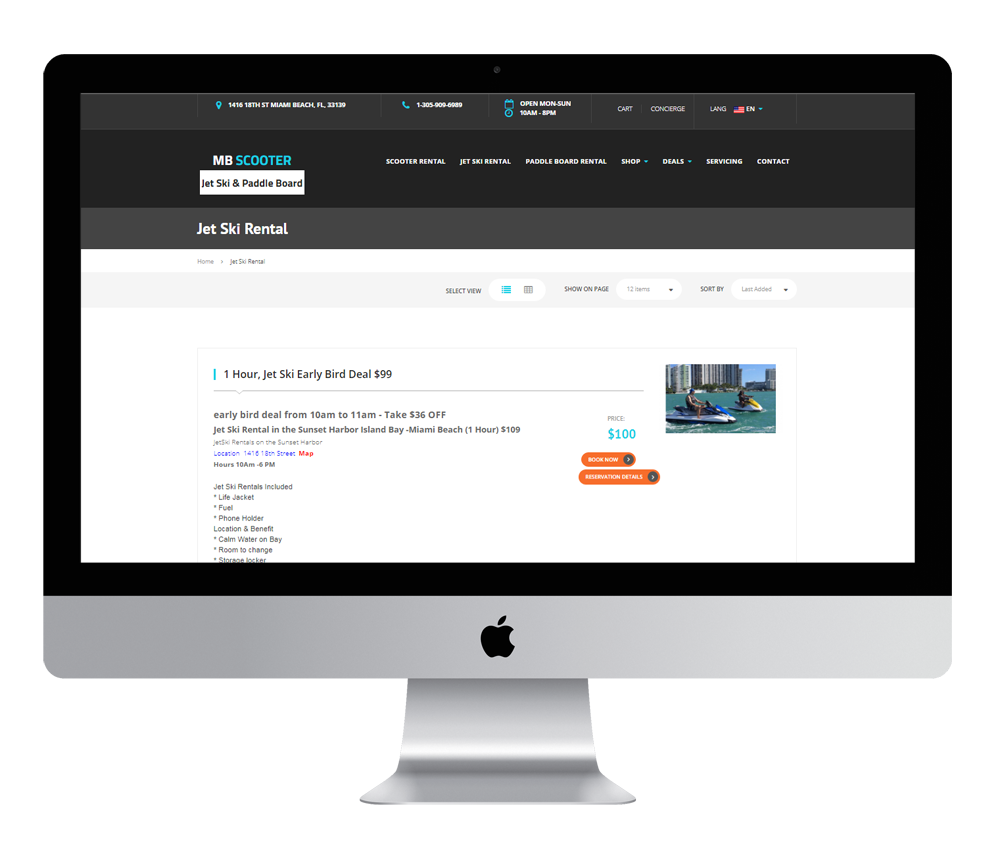 1416 18TH ST MIAMI BEACH, FL, 33139
1-305-909-6989
OPEN MON-SUN
10AM - 8PM
CART
CONCIERGE
LANG EN
MB SCOOTER
Jet Ski & Paddle Board
SCOOTER RENTAL
JET SKI RENTAL
PADDLE BOARD RENTAL
SHOP
DEALS
SERVICING
CONTACT
Jet Ski Rental
Home > Jet Ski Rental
SELECT VIEW
SHOW ON PAGE
12 items
SORT BY
Last Added
1 Hour, Jet Ski Early Bird Deal $99
early bird deal from 10am to 11am - Take $36 OFF
Jet Ski Rental in the Sunset Harbor Island Bay -Miami Beach (1 Hour) $109
JetSki Rentals on the Sunset Harbor
Location 1416 18th Street Map
Hours 10Am -6 PM
Jet Ski Rentals Included
* Life Jacket
* Fuel
* Phone Holder
Location & Benefit
* Calm Water on Bay
* Room to change
* Storage locker
PRICE:
$100
BOOK NOW
RESERVATION DETAILS